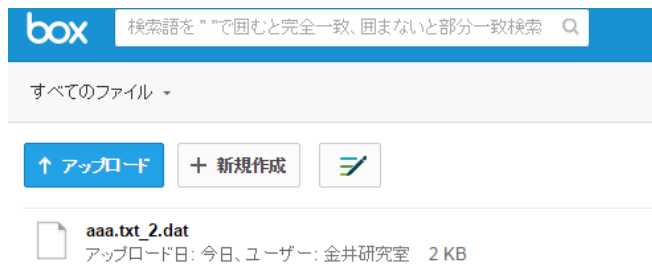 box
検索語を " "で囲むと完全一致、囲まないと部分一致検索
すべてのファイル
アップロード
新規作成
aaa.txt_2.dat
アップロード日: 今日、ユーザー: 金井研究室 2 KB